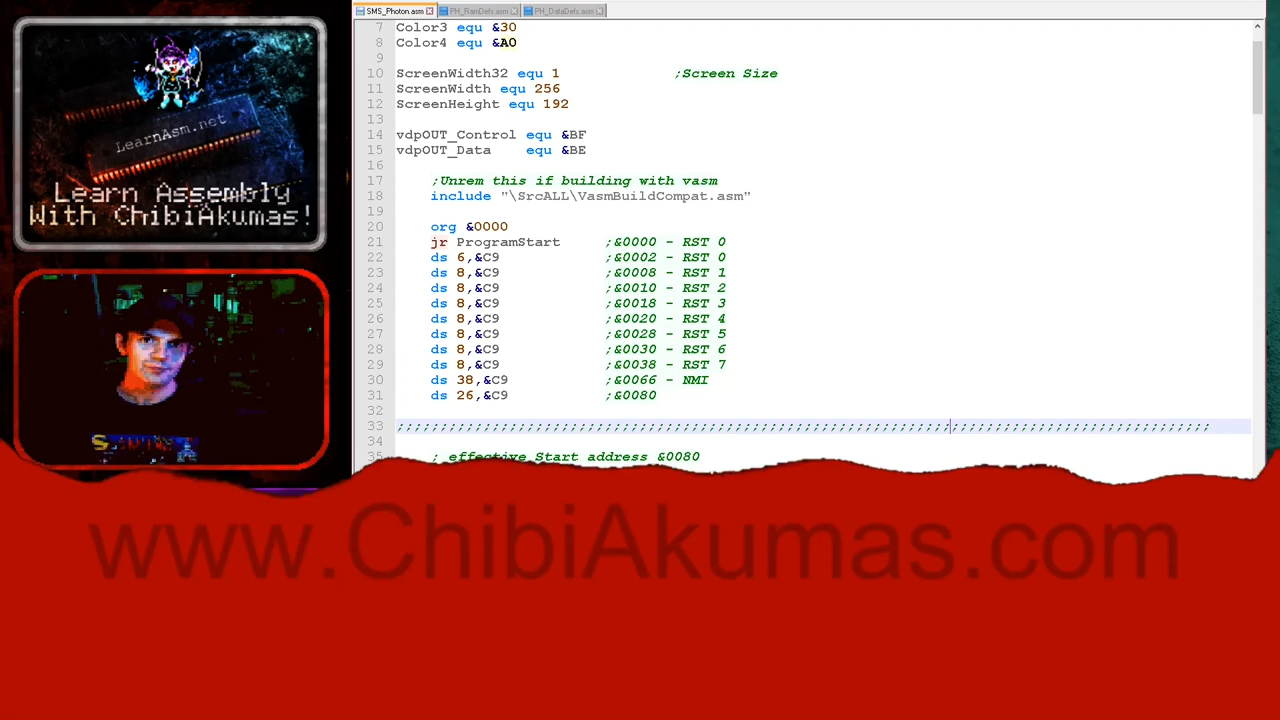 LearnAsm.net
Learn Assembly
With ChibiAkumas!
SMS_Photon.asm PH_RamDefs.asm PH_DataDefs.asm
7 Color3 equ &30
8 Color4 equ &A0
9
10 ScreenWidth32 equ 1 ;Screen Size
11 ScreenWidth equ 256
12 ScreenHeight equ 192
13
14 vdpOUT_Control equ &BF
15 vdpOUT_Data equ &BE
16
17 ;Unrem this if building with vasm
18 include "\SrcALL\VasmBuildCompat.asm"
19
20 org &0000
21 jr ProgramStart ;&0000 - RST 0
22 ds 6,&C9 ;&0002 - RST 0
23 ds 8,&C9 ;&0008 - RST 1
24 ds 8,&C9 ;&0010 - RST 2
25 ds 8,&C9 ;&0018 - RST 3
26 ds 8,&C9 ;&0020 - RST 4
27 ds 8,&C9 ;&0028 - RST 5
28 ds 8,&C9 ;&0030 - RST 6
29 ds 8,&C9 ;&0038 - RST 7
30 ds 38,&C9 ;&0066 - NMI
31 ds 26,&C9 ;&0080
32
33 ;;;;;;;;;;;;;;;;;;;;;;;;;;;;;;;;;;;;;;;;;;;;;;;;;;;;;;;;;;;;;;;;;;;;;;;;;;;;;;;;;;;;;;;;;;;;;;
34
35 ; effective Start address &0080
www.ChibiAkumas.com